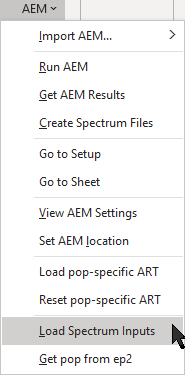 AEM
Import AEM...
Run AEM
Get AEM Results
Create Spectrum Files
Go to Setup
Go to Sheet
View AEM Settings
Set AEM location
Load pop-specific ART
Reset pop-specific ART
Load Spectrum Inputs
Get pop from ep2